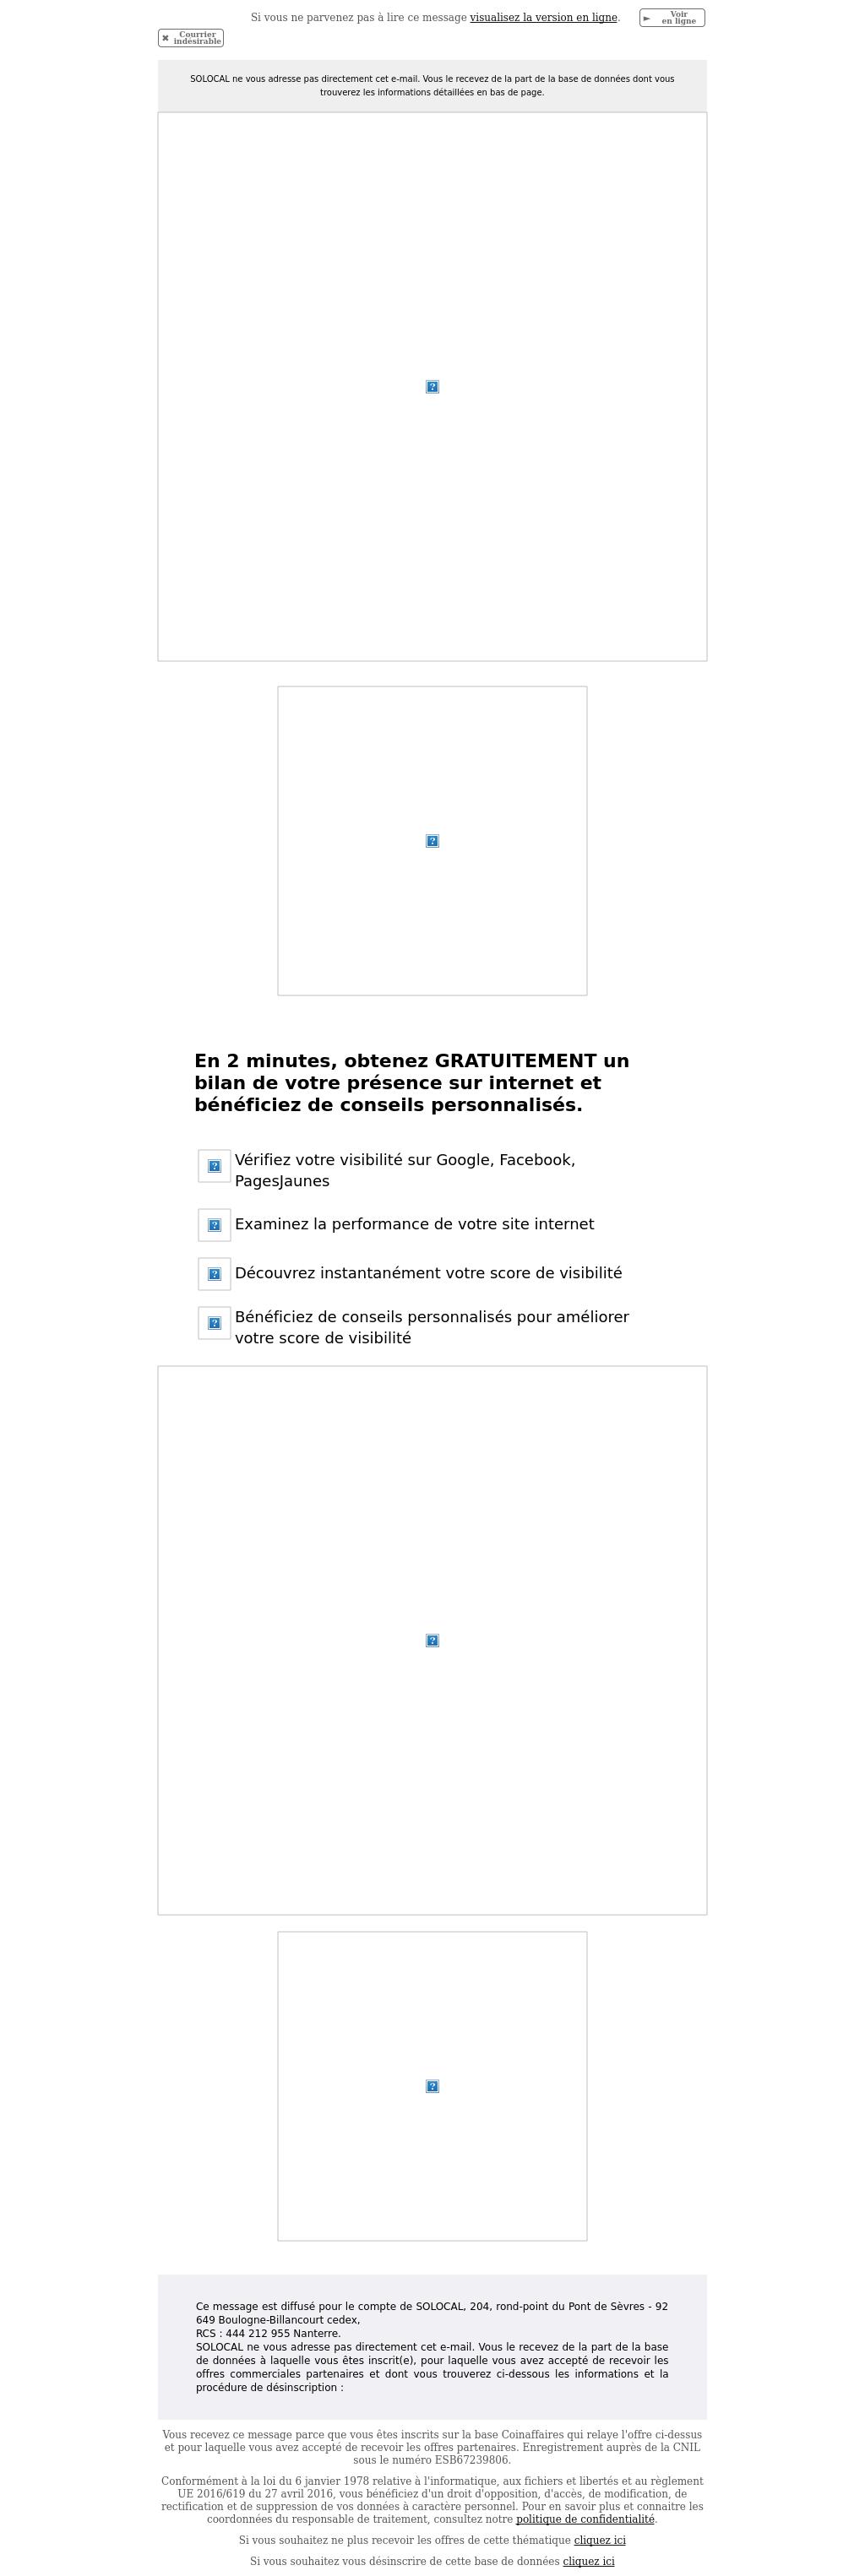 Si vous ne parvenez pas à lire ce message visualisez la version en ligne.
► Voir en ligne
✖ Courrier indésirable
SOLOCAL ne vous adresse pas directement cet e-mail. Vous le recevez de la part de la base de données dont vous
trouverez les informations détaillées en bas de page.
En 2 minutes, obtenez GRATUITEMENT un
bilan de votre présence sur internet et
bénéficiez de conseils personnalisés.
Vérifiez votre visibilité sur Google, Facebook,
PagesJaunes
Examinez la performance de votre site internet
Découvrez instantanément votre score de visibilité
Bénéficiez de conseils personnalisés pour améliorer
votre score de visibilité
Ce message est diffusé pour le compte de SOLOCAL, 204, rond-point du Pont de Sèvres - 92
649 Boulogne-Billancourt cedex,
RCS : 444 212 955 Nanterre.
SOLOCAL ne vous adresse pas directement cet e-mail. Vous le recevez de la part de la base
de données à laquelle vous êtes inscrit(e), pour laquelle vous avez accepté de recevoir les
offres commerciales partenaires et dont vous trouverez ci-dessous les informations et la
procédure de désinscription :
Vous recevez ce message parce que vous êtes inscrits sur la base Coinaffaires qui relaye l'offre ci-dessus
et pour laquelle vous avez accepté de recevoir les offres partenaires. Enregistrement auprès de la CNIL
sous le numéro ESB67239806.
Conformément à la loi du 6 janvier 1978 relative à l'informatique, aux fichiers et libertés et au règlement
UE 2016/619 du 27 avril 2016, vous bénéficiez d'un droit d'opposition, d'accès, de modification, de
rectification et de suppression de vos données à caractère personnel. Pour en savoir plus et connaitre les
coordonnées du responsable de traitement, consultez notre politique de confidentialité.
Si vous souhaitez ne plus recevoir les offres de cette thématique cliquez ici
Si vous souhaitez vous désinscrire de cette base de données cliquez ici